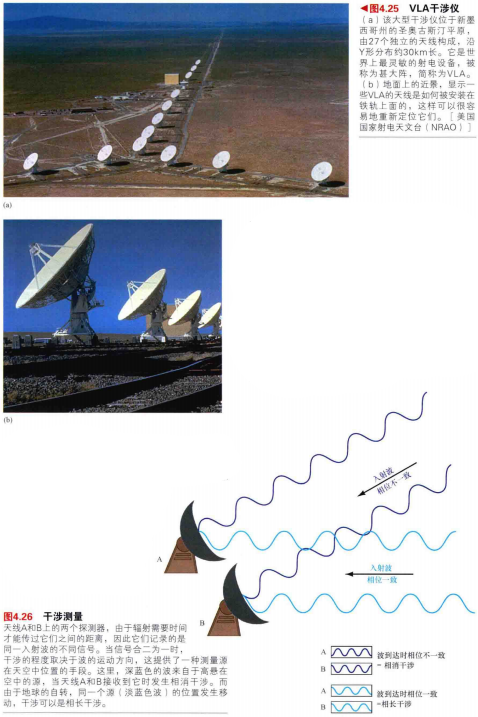 ◀图4.25 VLA干涉仪
(a)该大型干涉仪位于新墨
西哥州的圣奥古斯汀平原,
由27个独立的天线构成,沿
Y形分布约30km长。它是世
界上最灵敏的射电设备,被
称为甚大阵,简称为VLA。
(b)地面上的近景,显示一
些VLA的天线是如何被安装在
铁轨上面的,这样可以很容
易地重新定位它们。[美国
国家射电天文台(NRAO)]
(a)
(b)
入射波
相位不一致
A
入射波
相位一致
B
图4.26 干涉测量
天线A和B上的两个探测器,由于辐射需要时间
才能传过它们之间的距离,因此它们记录的是
同一入射波的不同信号。当信号合二为一时,
干涉的程度取决于波的运动方向,这提供了一种测量源
在天空中位置的手段。这里,深蓝色的波来自于高悬在
空中的源,当天线A和B接收到它时发生相消干涉。而
由于地球的自转,同一个源(淡蓝色波)的位置发生移
动,干涉可以是相长干涉。
A 波到达时相位不一致
B =相消干涉
A 波到达时相位一致
B =相长干涉